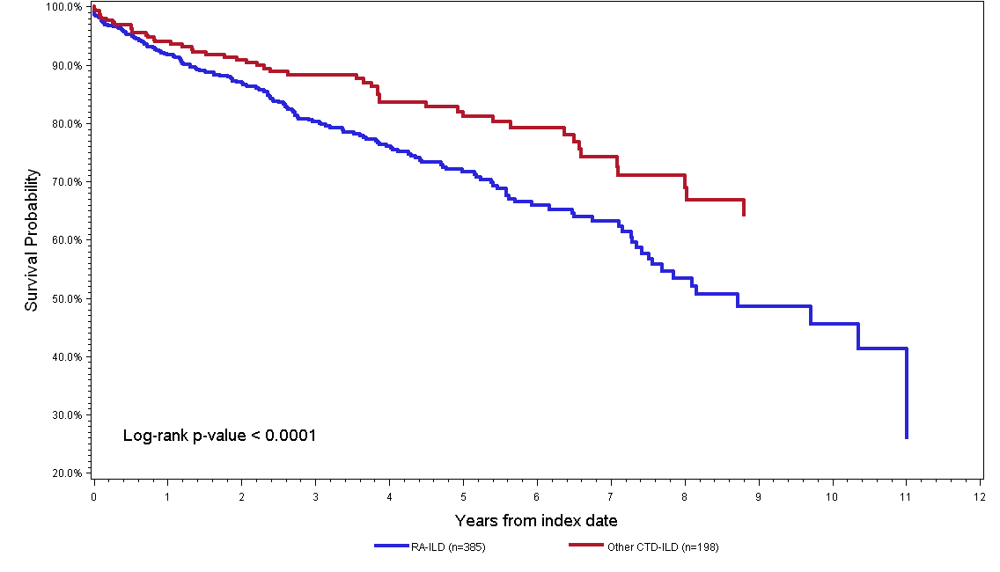 100.0%
90.0%
80.0%
70.0%
60.0%
50.0%
40.0%
30.0%
20.0%
Survival Probability
Log-rank p-value < 0.0001
0 1 2 3 4 5 6 7 8 9 10 11 12
Years from index date
RA-ILD (n=385) Other CTD-ILD (n=198)